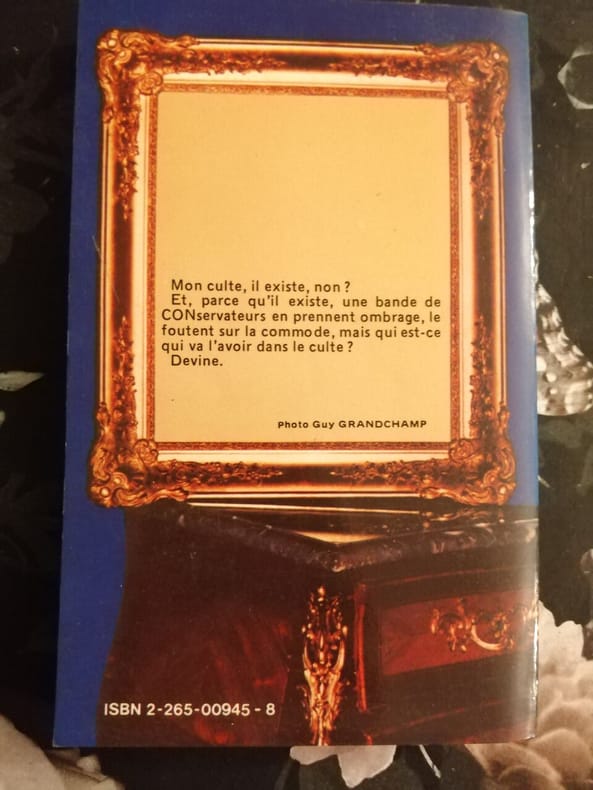 Mon culte, il existe, non ?
Et, parce qu'il existe, une bande de
CONservateurs en prennent ombrage, le
foutent sur la commode, mais qui est-ce
qui va l'avoir dans le culte ?
Devine.
Photo Guy GRANDCHAMP
ISBN 2-265-00945-8